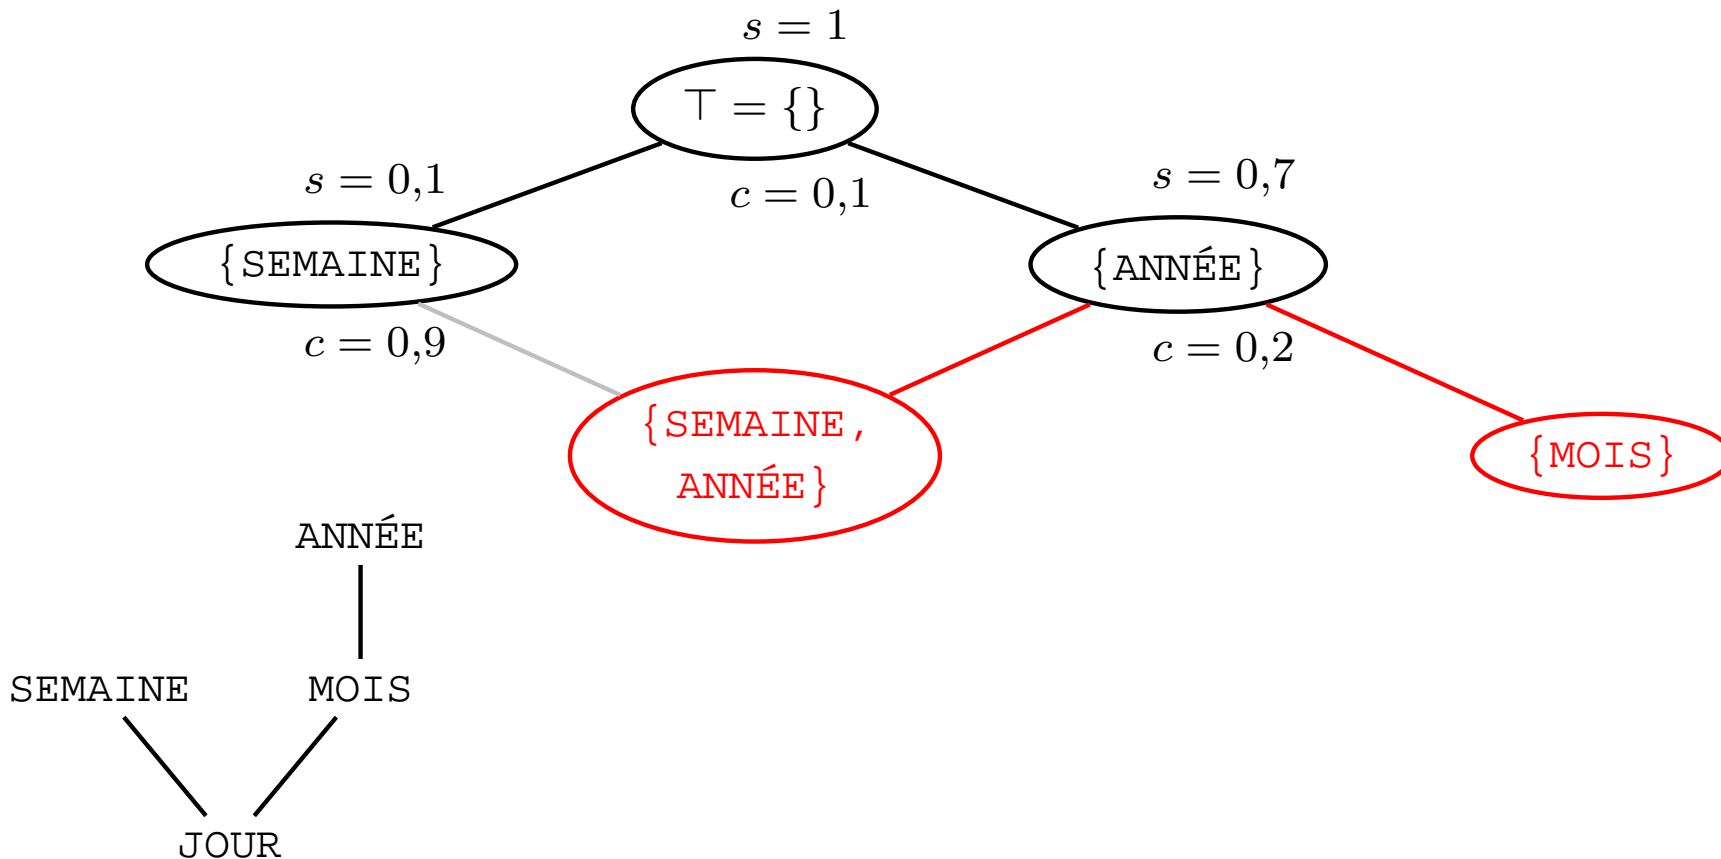 s = 1
⊤ = {}
s = 0,1
c = 0,1
s = 0,7
{SEMAINE}
{ANNÉE}
c = 0,9
c = 0,2
{SEMAINE,
ANNÉE}
{MOIS}
ANNÉE
SEMAINE
MOIS
JOUR